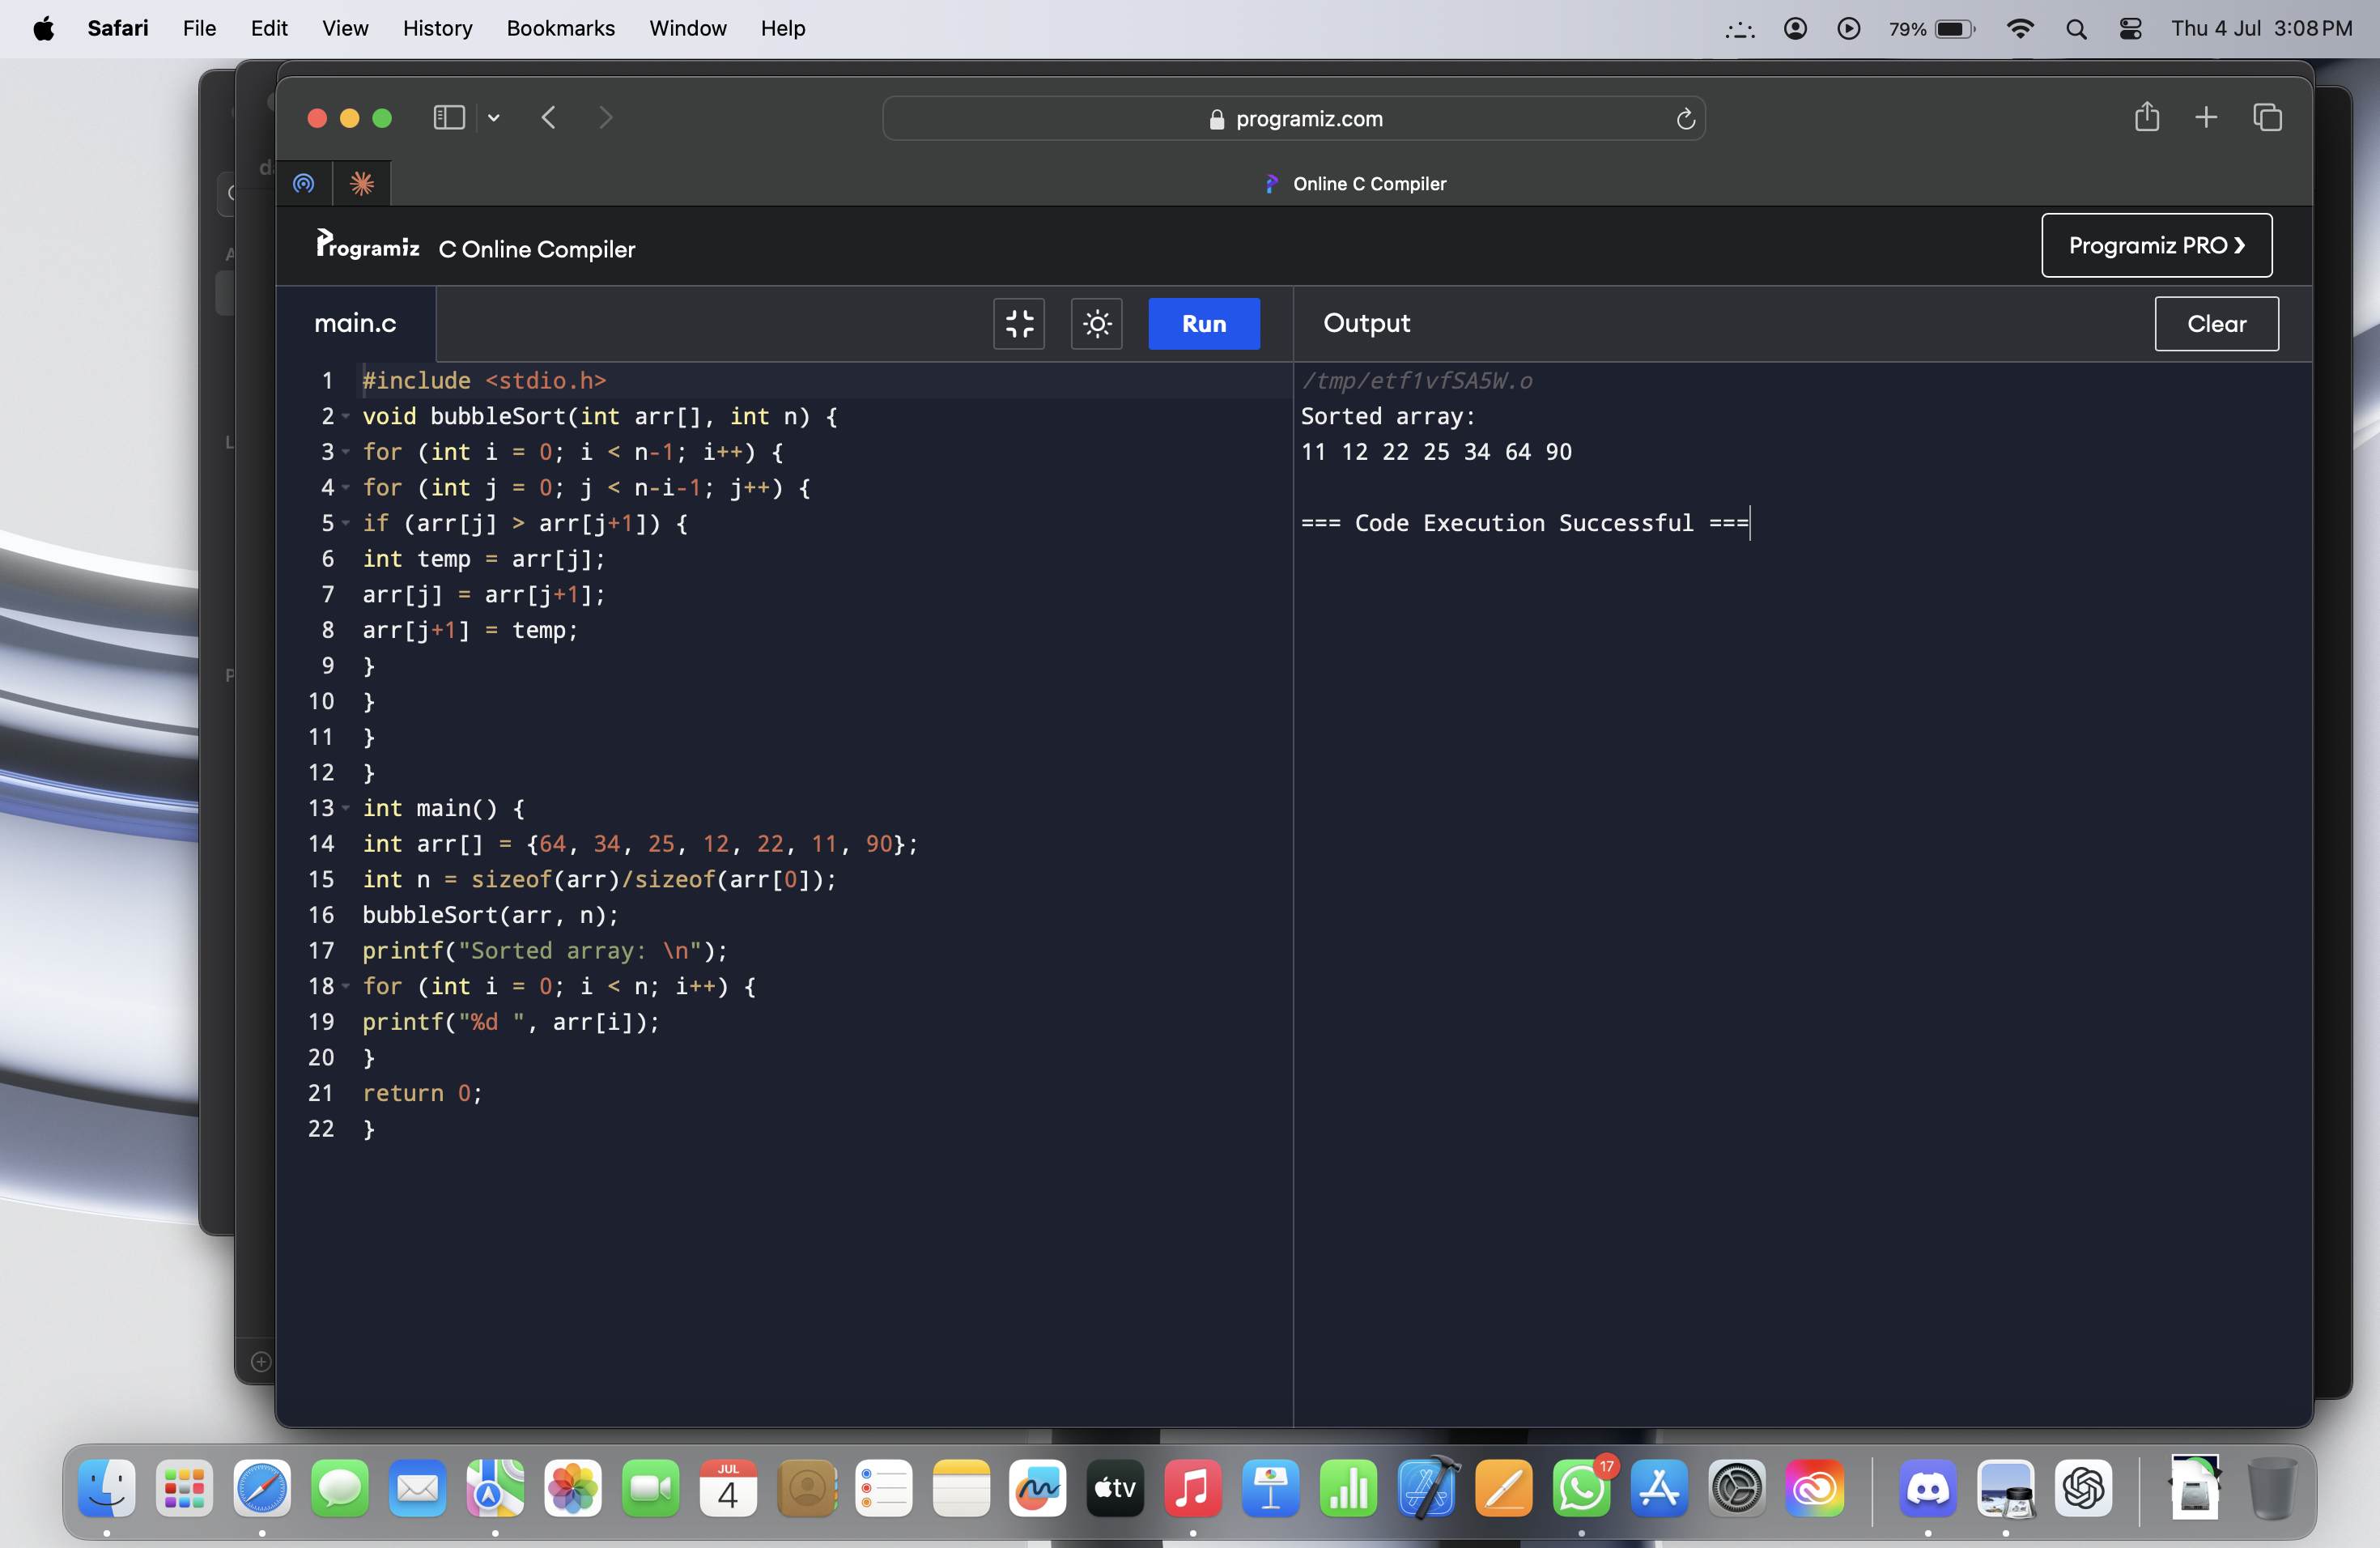 Safari File Edit View History Bookmarks Window Help 79% Thu 4 Jul 3:08 PM
programiz.com
Online C Compiler
Programiz C Online Compiler Programiz PRO ❯
main.c Run Output Clear
1 #include <stdio.h>
2 void bubbleSort(int arr[], int n) {
3 for (int i = 0; i < n-1; i++) {
4 for (int j = 0; j < n-i-1; j++) {
5 if (arr[j] > arr[j+1]) {
6 int temp = arr[j];
7 arr[j] = arr[j+1];
8 arr[j+1] = temp;
9 }
10 }
11 }
12 }
13 int main() {
14 int arr[] = {64, 34, 25, 12, 22, 11, 90};
15 int n = sizeof(arr)/sizeof(arr[0]);
16 bubbleSort(arr, n);
17 printf("Sorted array: \n");
18 for (int i = 0; i < n; i++) {
19 printf("%d ", arr[i]);
20 }
21 return 0;
22 }
/tmp/etf1vfSA5W.o
Sorted array:
11 12 22 25 34 64 90
=== Code Execution Successful ===
JUL
4
tv
17